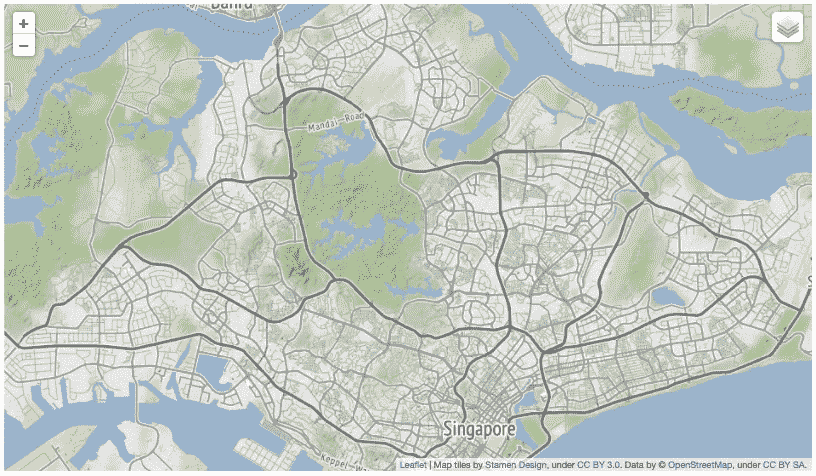 Bahru
+
−
Mandai-Road
Singapore
Keppel-
Leaflet | Map tiles by Stamen Design, under CC BY 3.0. Data by © OpenStreetMap, under CC BY SA.